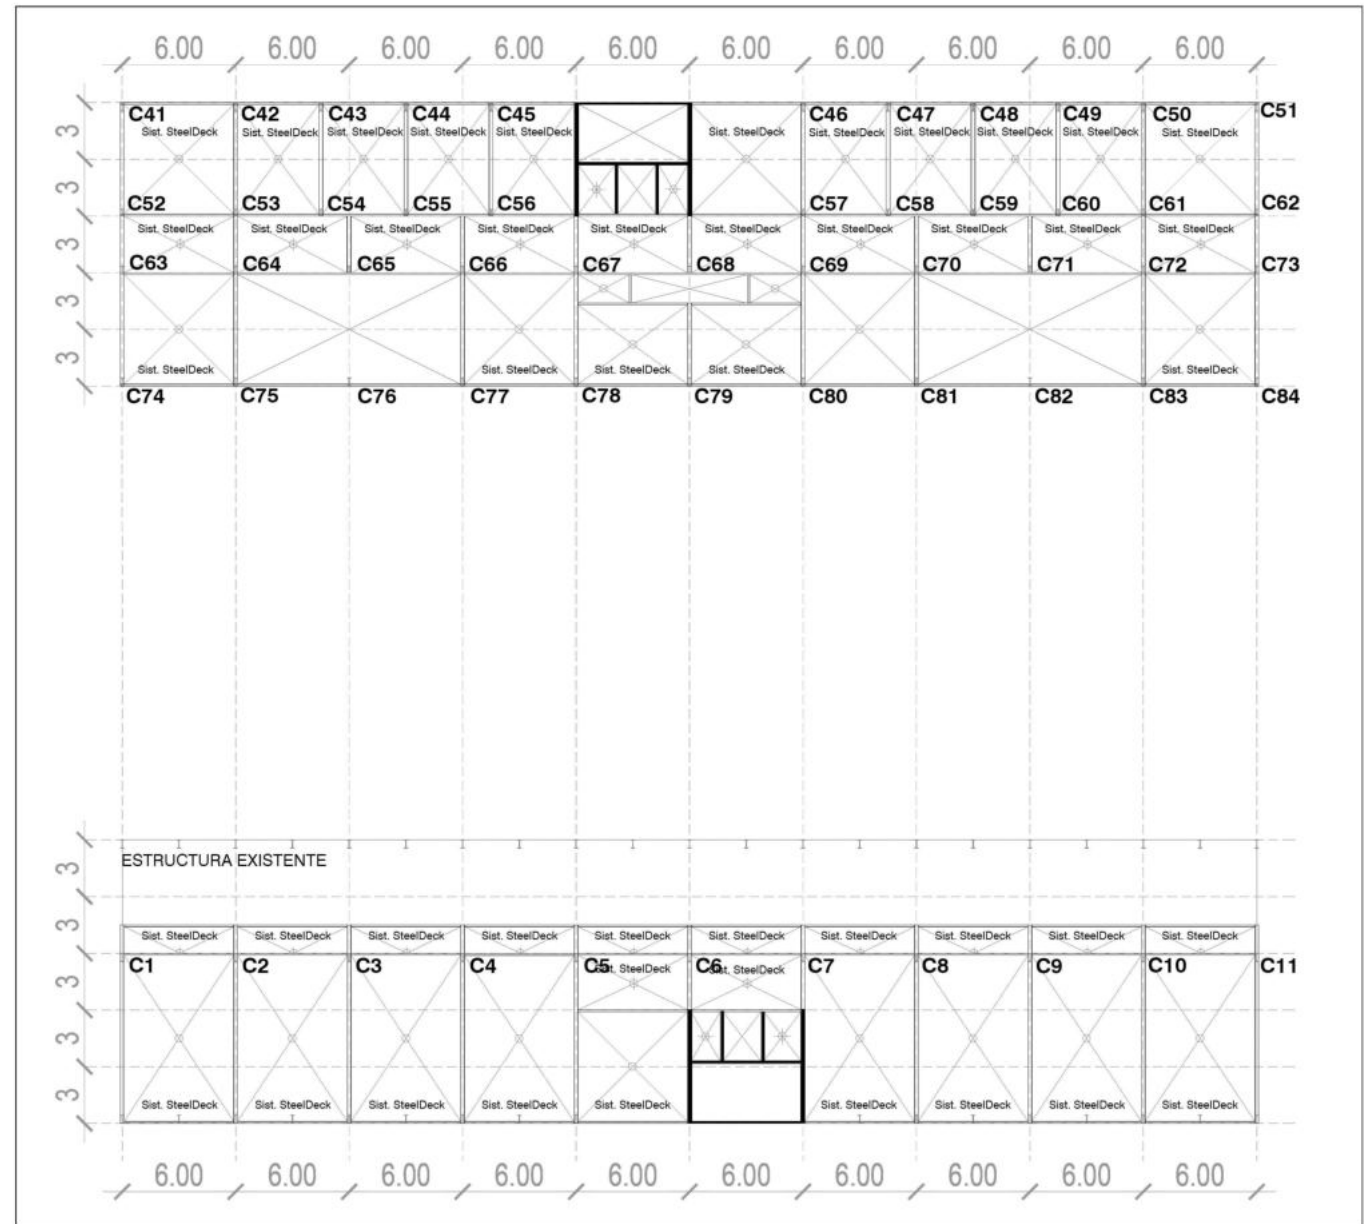 6.00 6.00 6.00 6.00 6.00 6.00 6.00 6.00 6.00 6.00
C41 C42 C43 C44 C45 C46 C47 C48 C49 C50 C51
3
Sist. SteelDeck Sist. SteelDeck Sist. SteelDeck Sist. SteelDeck Sist. SteelDeck Sist. SteelDeck Sist. SteelDeck Sist. SteelDeck Sist. SteelDeck Sist. SteelDeck Sist. SteelDeck
3
C52 C53 C54 C55 C56 C57 C58 C59 C60 C61 C62
Sist. SteelDeck Sist. SteelDeck Sist. SteelDeck Sist. SteelDeck Sist. SteelDeck Sist. SteelDeck Sist. SteelDeck Sist. SteelDeck Sist. SteelDeck Sist. SteelDeck
3
C63 C64 C65 C66 C67 C68 C69 C70 C71 C72 C73
3
3
Sist. SteelDeck Sist. SteelDeck Sist. SteelDeck Sist. SteelDeck Sist. SteelDeck Sist. SteelDeck
C74 C75 C76 C77 C78 C79 C80 C81 C82 C83 C84
ESTRUCTURA EXISTENTE
3
3
Sist. SteelDeck Sist. SteelDeck Sist. SteelDeck Sist. SteelDeck Sist. SteelDeck Sist. SteelDeck Sist. SteelDeck Sist. SteelDeck Sist. SteelDeck Sist. SteelDeck
C1 C2 C3 C4 C5 C6 C7 C8 C9 C10 C11
Sist. SteelDeck Sist. SteelDeck
3
3
3
Sist. SteelDeck Sist. SteelDeck Sist. SteelDeck Sist. SteelDeck Sist. SteelDeck Sist. SteelDeck Sist. SteelDeck Sist. SteelDeck Sist. SteelDeck
6.00 6.00 6.00 6.00 6.00 6.00 6.00 6.00 6.00 6.00